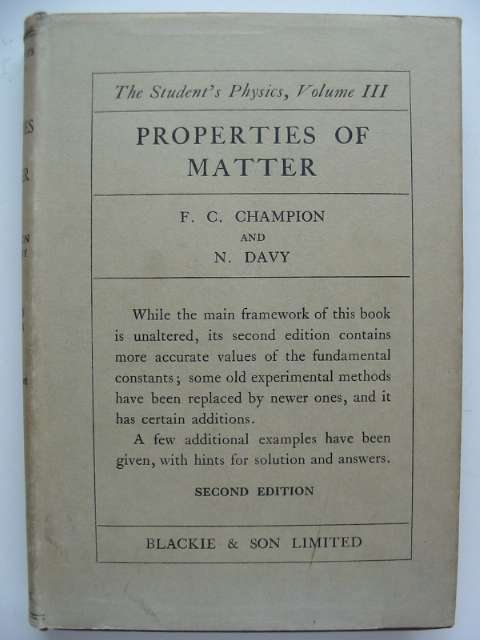 The Student's Physics, Volume III
PROPERTIES OF
MATTER
F. C. CHAMPION
AND
N. DAVY
While the main framework of this book
is unaltered, its second edition contains
more accurate values of the fundamental
constants; some old experimental methods
have been replaced by newer ones, and it
has certain additions.
A few additional examples have been
given, with hints for solution and answers.
SECOND EDITION
BLACKIE & SON LIMITED